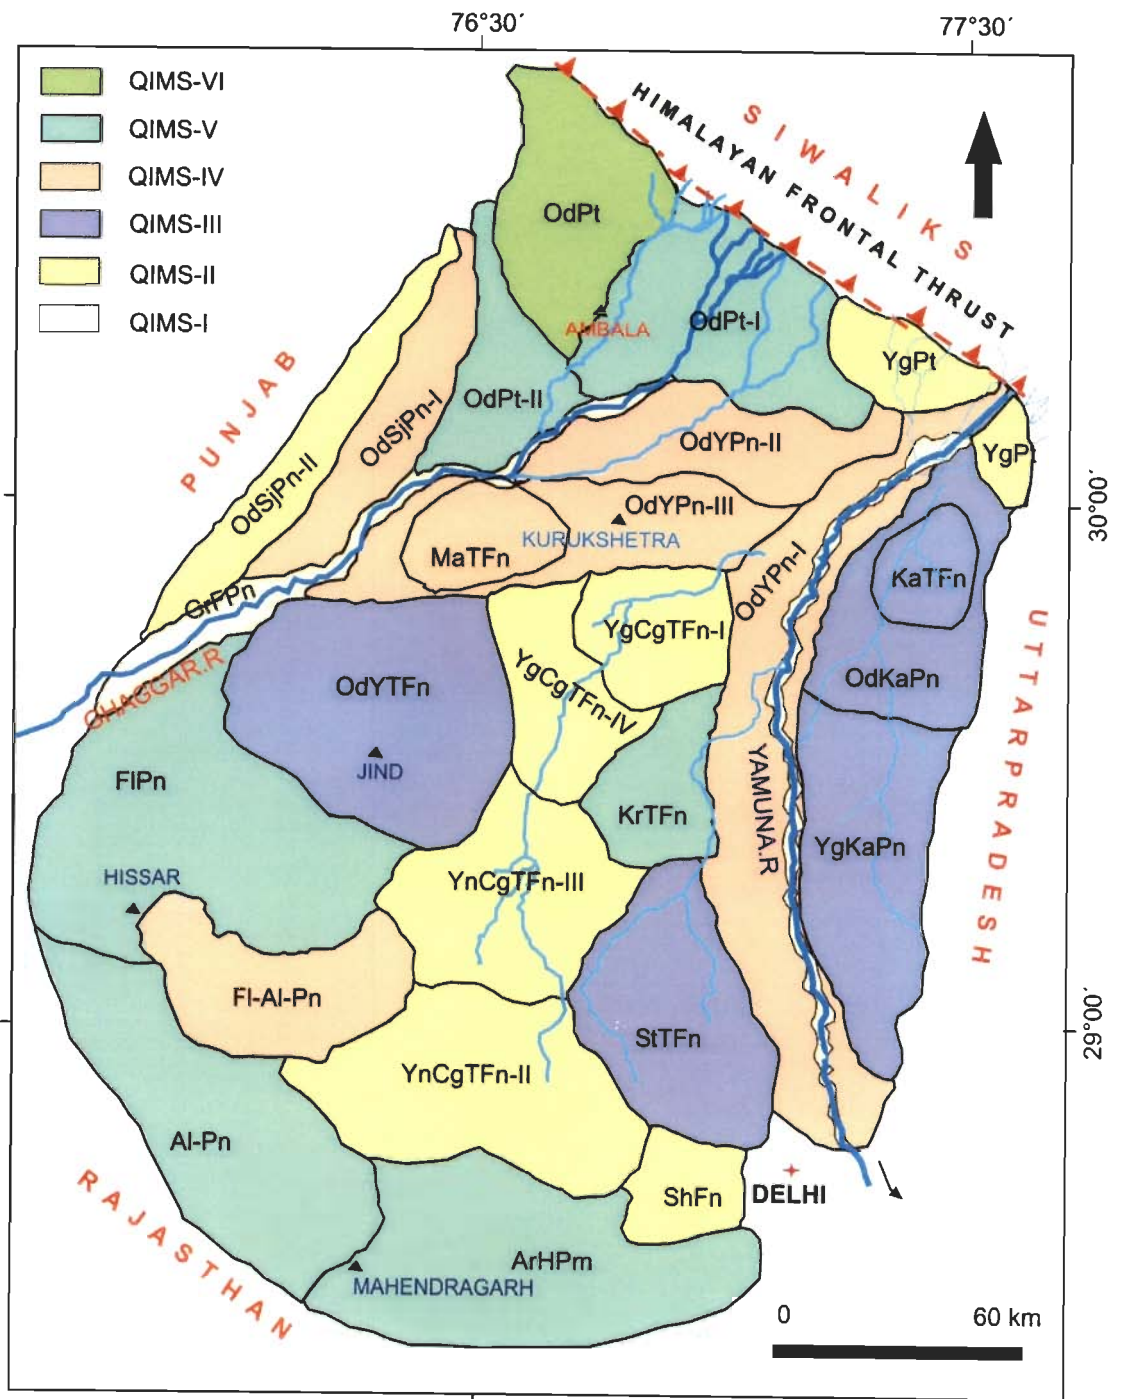 76°30´
77°30´
QIMS-VI
QIMS-V
QIMS-IV
QIMS-III
QIMS-II
QIMS-I
SIWALIKS
HIMALAYAN FRONTAL THRUST
PUNJAB
OdPt
AMBALA
OdPt-I
YgPt
OdPt-II
OdSjPn-I
OdSjPn-II
OdYPn-II
YgPt
30°00´
OdYPn-III
KURUKSHETRA
MaTFn
OdYPn-I
KaTFn
GrFPn
YgCgTFn-I
GHAGGAR.R
OdYTFn
YgCgTFn-IV
OdKaPn
UTTARPRADESH
JIND
FlPn
KrTFn
YAMUNA.R
YgKaPn
HISSAR
YnCgTFn-III
Fl-Al-Pn
StTFn
29°00´
YnCgTFn-II
Al-Pn
RAJASTHAN
ShFn
DELHI
ArHPm
MAHENDRAGARH
0
60 km